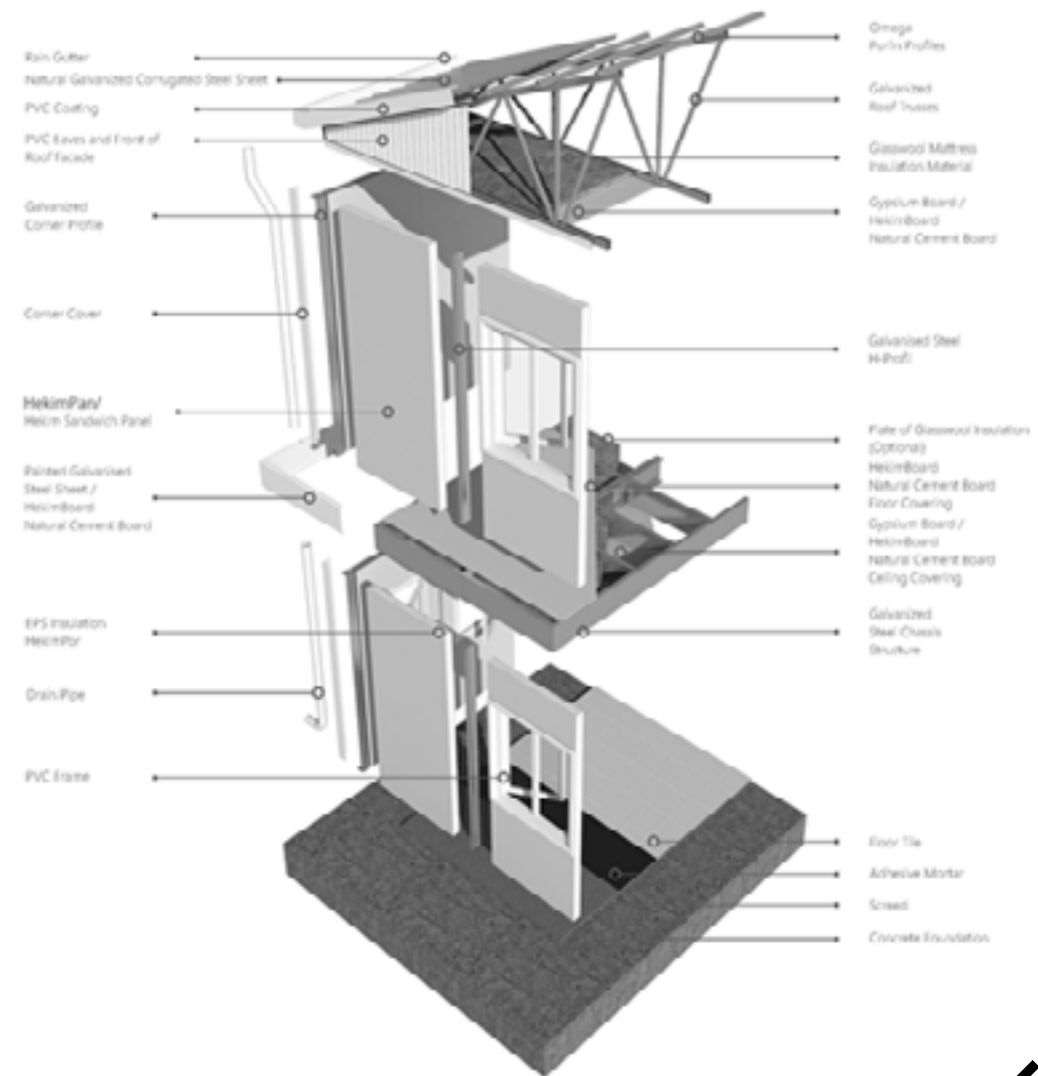 Rain Gutter
Natural Galvanized Corrugated Steel Sheet
PVC Coating
PVC Eaves and Front of
Roof Facade
Galvanized
Corner Profile
Corner Cover
HekimPan/
Hekim Sandwich Panel
Painted Galvanised
Steel Sheet /
HekimBoard
Natural Cement Board
EPS Insulation
HekimPor
Drain Pipe
PVC Frame
Omega
Purlin Profiles
Galvanized
Roof Trusses
Glasswool Mattress
Insulation Material
Gypsium Board /
HekimBoard
Natural Cement Board
Galvanised Steel
H-Profil
Plate of Glasswool Insulation
(Optional)
HekimBoard
Natural Cement Board
Floor Covering
Gypsium Board /
HekimBoard
Natural Cement Board
Celing Covering
Galvanized
Steel Chassis
Structure
Floor Tile
Adhesive Mortar
Screed
Concrete Foundation